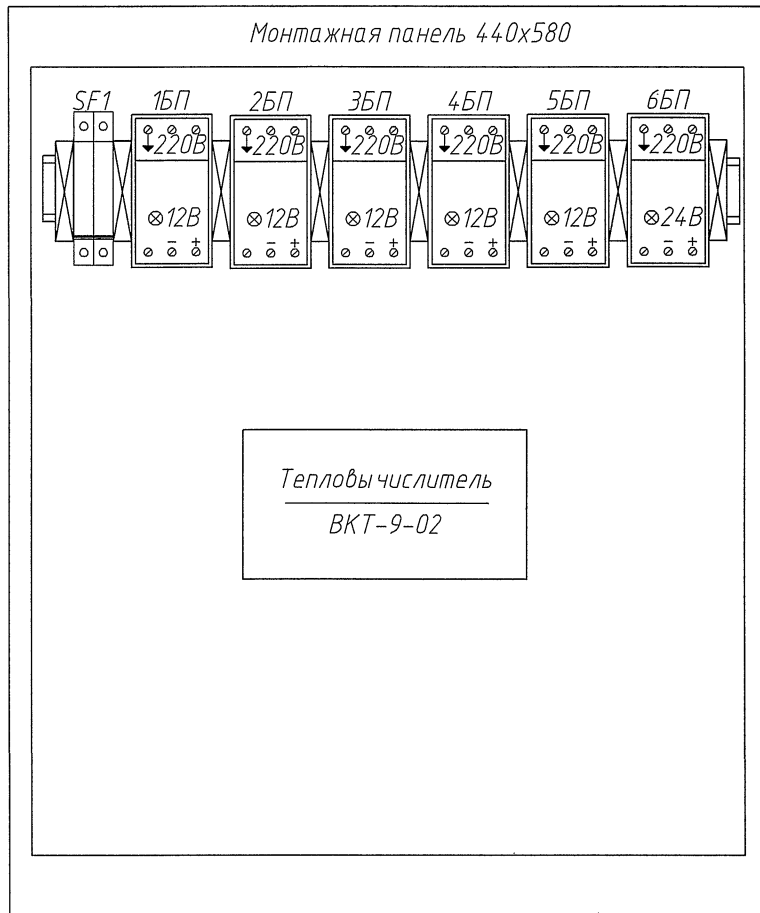 Монтажная панель 440х580
SF1 1БП 2БП 3БП 4БП 5БП 6БП
220В 220В 220В 220В 220В 220В
12В 12В 12В 12В 12В 24В
− + − + − + − + − + − +
Тепловычислитель
ВКТ-9-02